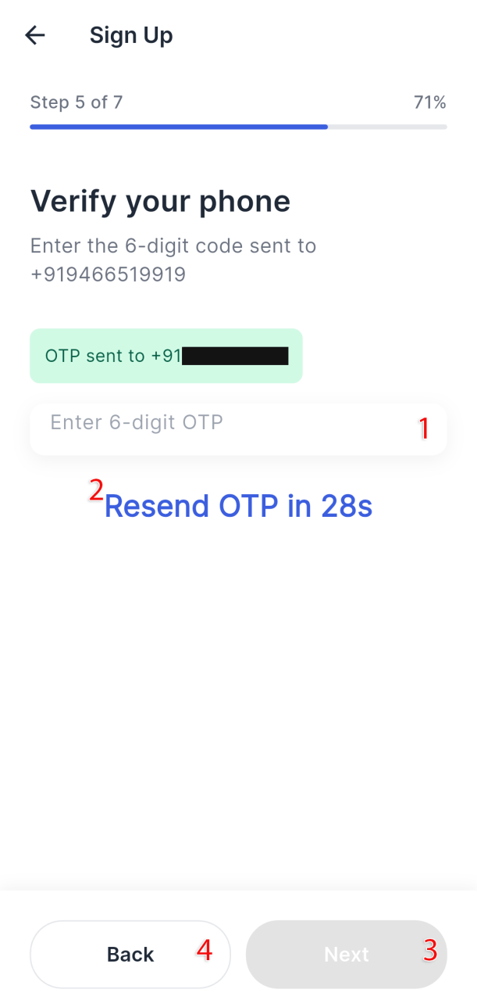 Sign Up
Step 5 of 7 71%
Verify your phone
Enter the 6-digit code sent to
+919466519919
OTP sent to +91
Enter 6-digit OTP 1
2
Resend OTP in 28s
Back 4 Next 3